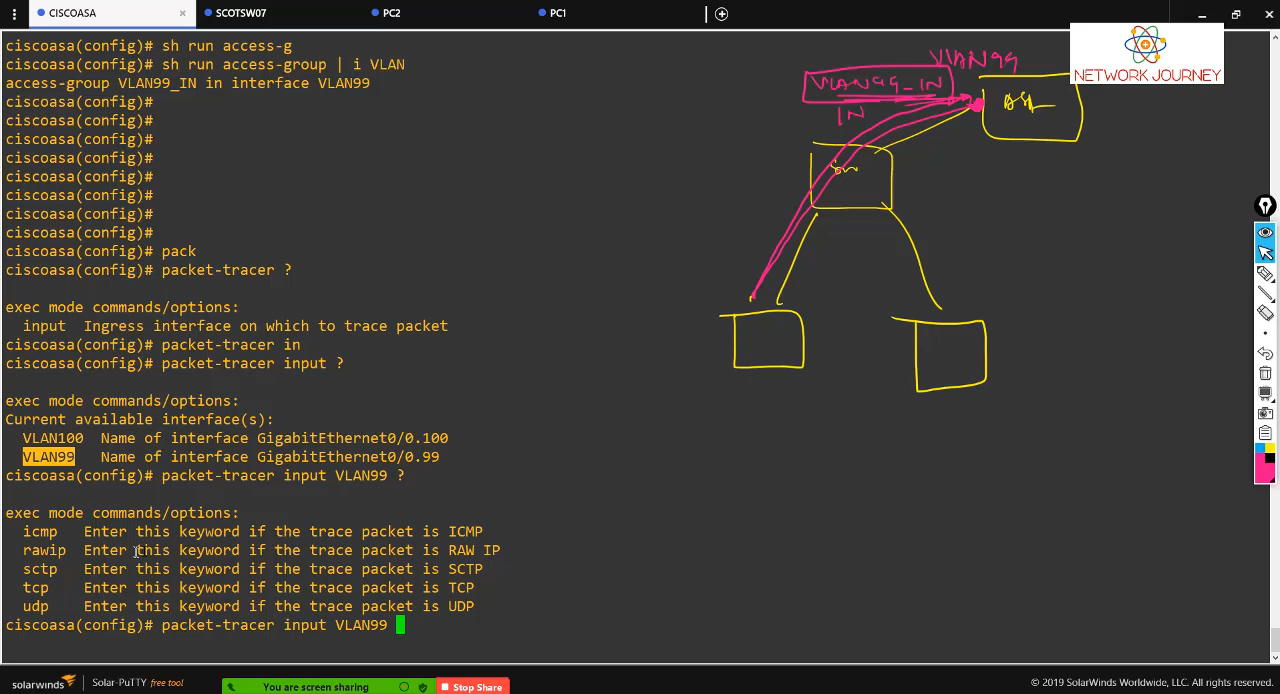 CISCOASA
SCOTSW07
PC2
PC1
ciscoasa(config)# sh run access-g
ciscoasa(config)# sh run access-group | i VLAN
access-group VLAN99_IN in interface VLAN99
ciscoasa(config)#
ciscoasa(config)#
ciscoasa(config)#
ciscoasa(config)#
ciscoasa(config)#
ciscoasa(config)#
ciscoasa(config)#
ciscoasa(config)#
ciscoasa(config)# pack
ciscoasa(config)# packet-tracer ?
exec mode commands/options:
input Ingress interface on which to trace packet
ciscoasa(config)# packet-tracer in
ciscoasa(config)# packet-tracer input ?
exec mode commands/options:
Current available interface(s):
VLAN100 Name of interface GigabitEthernet0/0.100
VLAN99 Name of interface GigabitEthernet0/0.99
ciscoasa(config)# packet-tracer input VLAN99 ?
exec mode commands/options:
icmp Enter this keyword if the trace packet is ICMP
rawip Enter this keyword if the trace packet is RAW IP
sctp Enter this keyword if the trace packet is SCTP
tcp Enter this keyword if the trace packet is TCP
udp Enter this keyword if the trace packet is UDP
ciscoasa(config)# packet-tracer input VLAN99
VLAN99
VLAN99_IN
IN
NETWORK JOURNEY
solarwinds
Solar-PuTTY free tool
You are screen sharing
Stop Share
© 2019 SolarWinds Worldwide, LLC. All rights reserved.